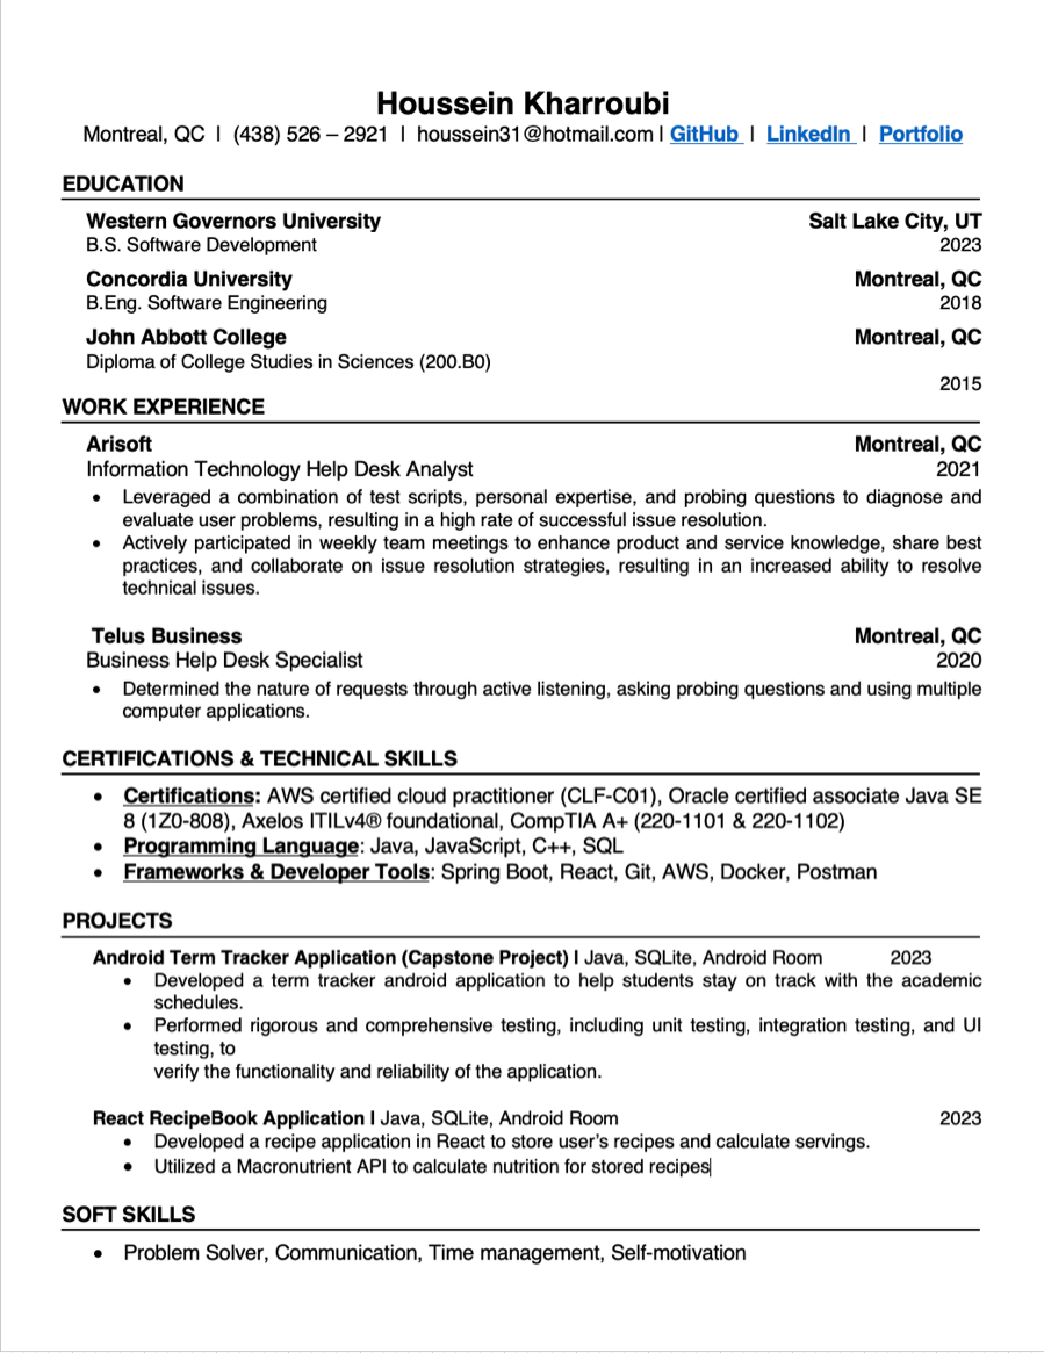 Houssein Kharroubi
Montreal, QC | (438) 526 – 2921 | houssein31@hotmail.com | GitHub | LinkedIn | Portfolio
EDUCATION
Western Governors University Salt Lake City, UT
B.S. Software Development 2023
Concordia University Montreal, QC
B.Eng. Software Engineering 2018
John Abbott College Montreal, QC
Diploma of College Studies in Sciences (200.B0)
2015
WORK EXPERIENCE
Arisoft Montreal, QC
Information Technology Help Desk Analyst 2021
• Leveraged a combination of test scripts, personal expertise, and probing questions to diagnose and
evaluate user problems, resulting in a high rate of successful issue resolution.
• Actively participated in weekly team meetings to enhance product and service knowledge, share best
practices, and collaborate on issue resolution strategies, resulting in an increased ability to resolve
technical issues.
Telus Business Montreal, QC
Business Help Desk Specialist 2020
• Determined the nature of requests through active listening, asking probing questions and using multiple
computer applications.
CERTIFICATIONS & TECHNICAL SKILLS
• Certifications: AWS certified cloud practitioner (CLF-C01), Oracle certified associate Java SE
8 (1Z0-808), Axelos ITILv4® foundational, CompTIA A+ (220-1101 & 220-1102)
• Programming Language: Java, JavaScript, C++, SQL
• Frameworks & Developer Tools: Spring Boot, React, Git, AWS, Docker, Postman
PROJECTS
Android Term Tracker Application (Capstone Project) | Java, SQLite, Android Room 2023
• Developed a term tracker android application to help students stay on track with the academic
schedules.
• Performed rigorous and comprehensive testing, including unit testing, integration testing, and UI
testing, to
verify the functionality and reliability of the application.
React RecipeBook Application | Java, SQLite, Android Room 2023
• Developed a recipe application in React to store user's recipes and calculate servings.
• Utilized a Macronutrient API to calculate nutrition for stored recipes
SOFT SKILLS
• Problem Solver, Communication, Time management, Self-motivation